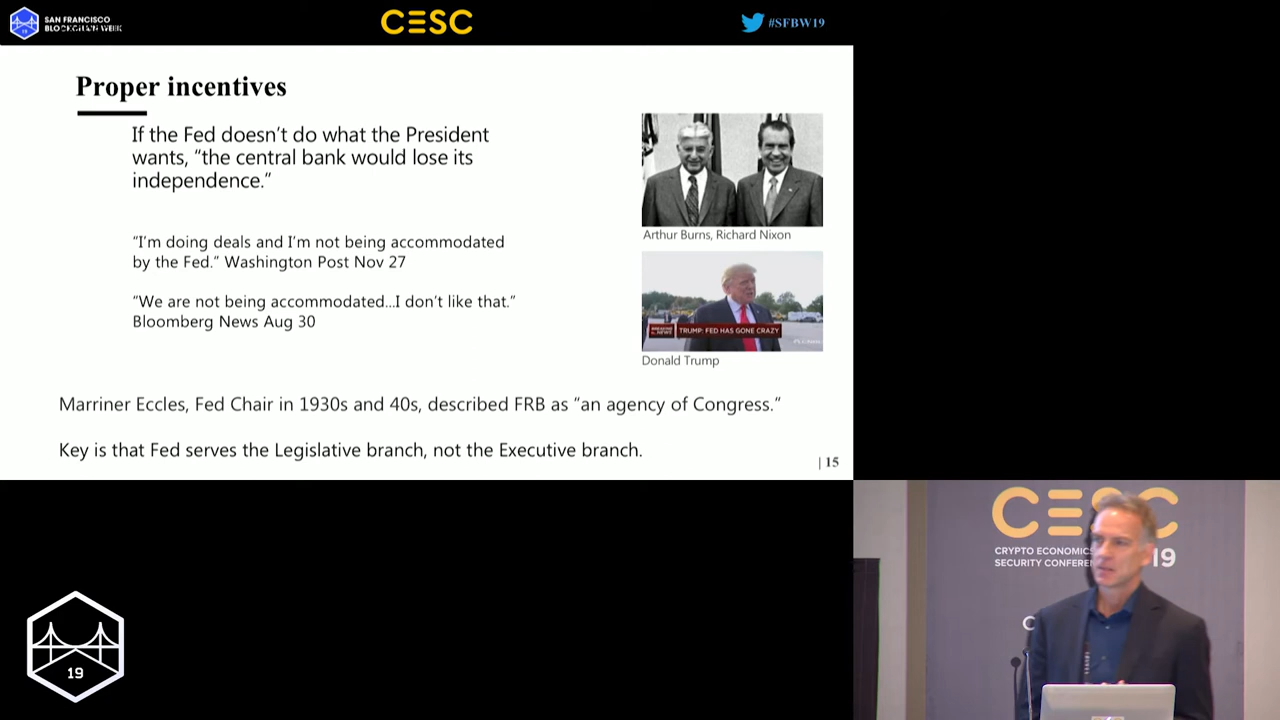 SAN FRANCISCO
BLOCKCHAIN WEEK
19
CESC
#SFBW19
Proper incentives
If the Fed doesn’t do what the President
wants, “the central bank would lose its
independence.”
“I’m doing deals and I’m not being accommodated
by the Fed.” Washington Post Nov 27
“We are not being accommodated...I don’t like that.”
Bloomberg News Aug 30
Arthur Burns, Richard Nixon
BREAKING
NEWS
TRUMP: FED HAS GONE CRAZY
Donald Trump
Marriner Eccles, Fed Chair in 1930s and 40s, described FRB as “an agency of Congress.”
Key is that Fed serves the Legislative branch, not the Executive branch.
| 15
19
CESC
CRYPTO ECONOMICS
SECURITY
19